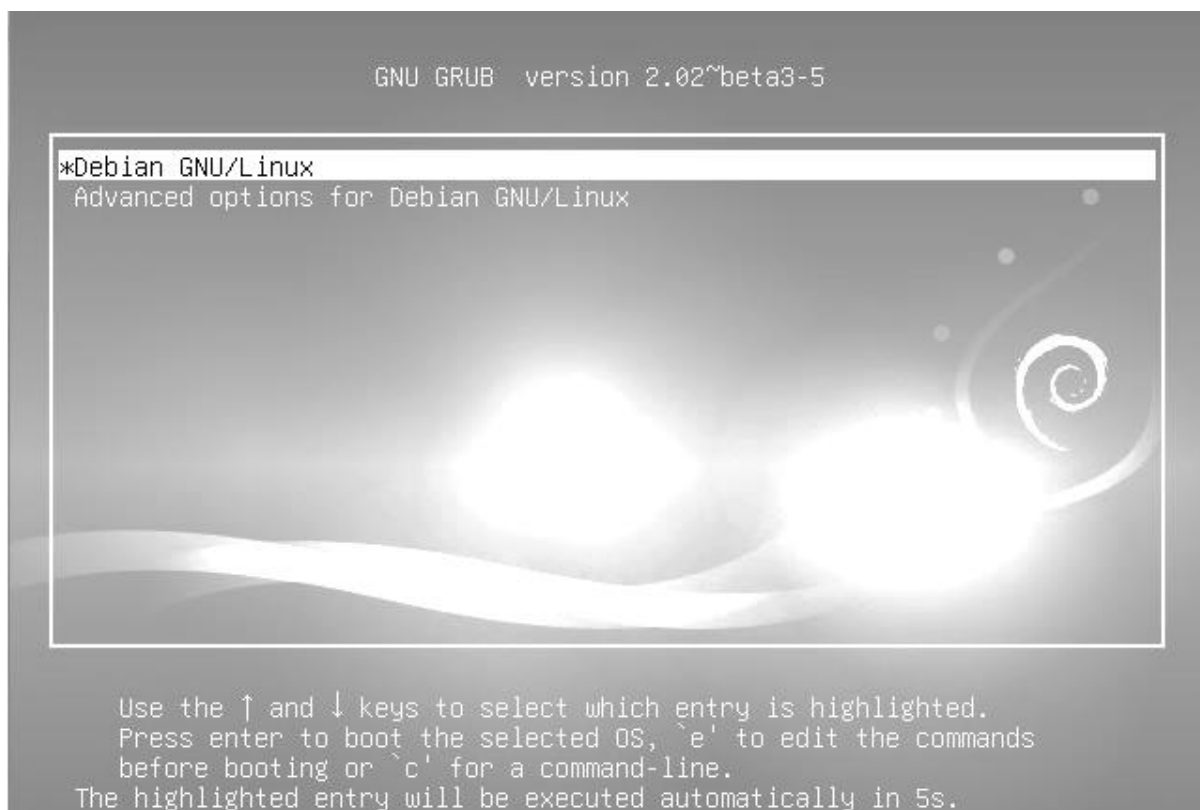 GNU GRUB  version 2.02~beta3-5
*Debian GNU/Linux
Advanced options for Debian GNU/Linux
Use the ↑ and ↓ keys to select which entry is highlighted.
Press enter to boot the selected OS, `e' to edit the commands
before booting or `c' for a command-line.
The highlighted entry will be executed automatically in 5s.